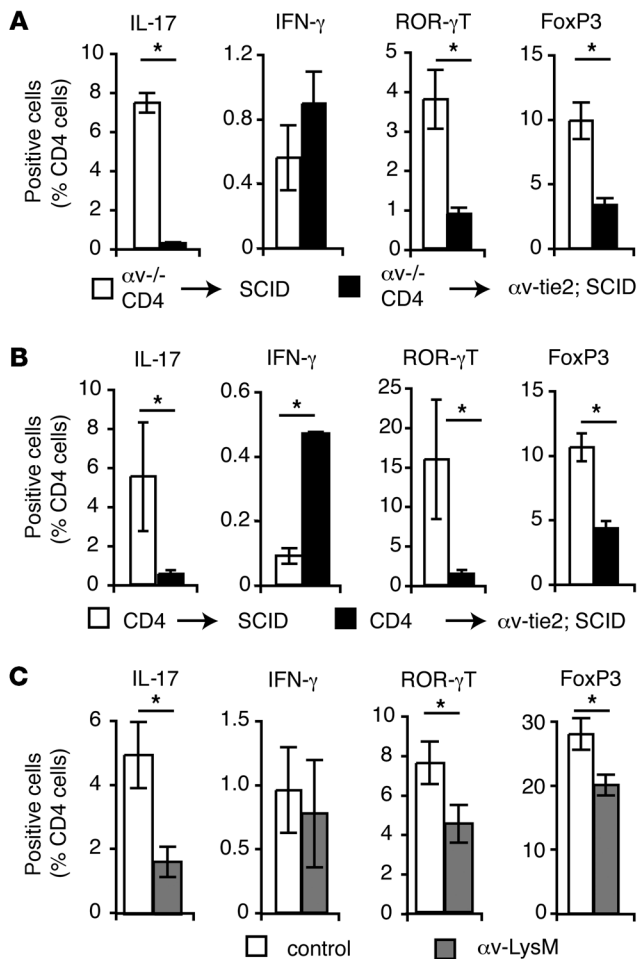 A
IL-17 IFN-γ ROR-γT FoxP3
Positive cells
(% CD4 cells)
10 8 6 4 2 0
*
1.2 0.8 0.4 0
5 4 3 2 1 0
*
15 10 5 0
*
αv-/-
CD4 → SCID
αv-/-
CD4 → αv-tie2; SCID
B
IL-17 IFN-γ ROR-γT FoxP3
Positive cells
(% CD4 cells)
10 8 6 4 2 0
*
0.6 0.4 0.2 0
*
25 20 15 10 5 0
*
15 10 5 0
*
CD4 → SCID CD4 → αv-tie2; SCID
C
IL-17 IFN-γ ROR-γT FoxP3
Positive cells
(% CD4 cells)
6 4 2 0
*
1.5 1.0 0.5 0
8 6 4 2 0
*
30 20 10 0
*
control αv-LysM